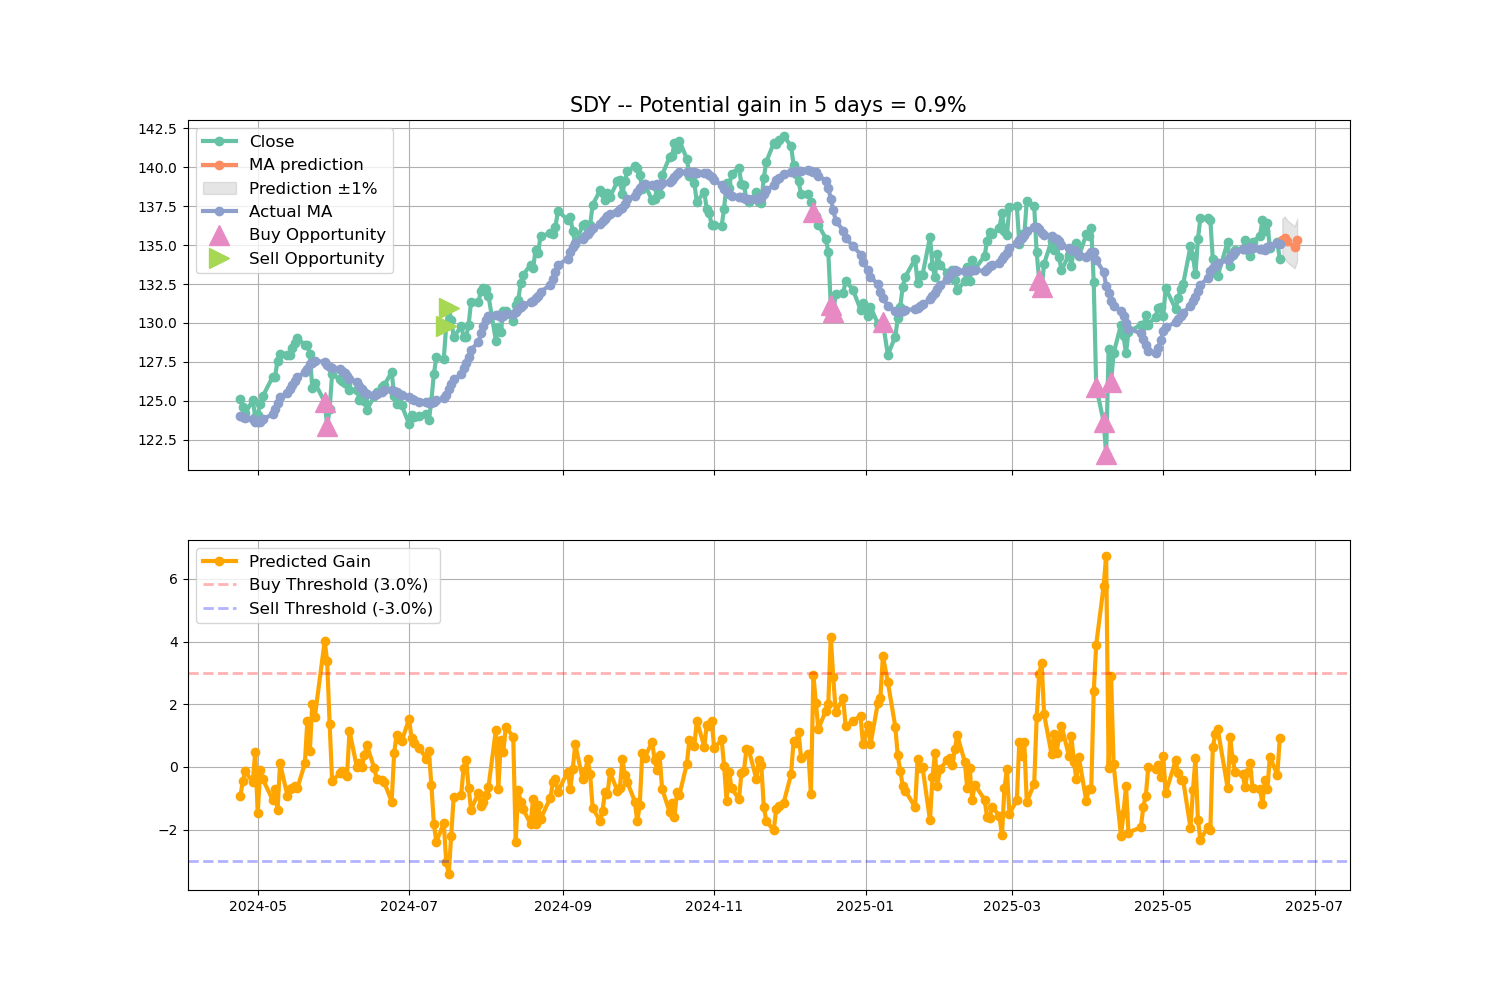 SDY -- Potential gain in 5 days = 0.9%
142.5
140.0
137.5
135.0
132.5
130.0
127.5
125.0
122.5
Close
MA prediction
Prediction ±1%
Actual MA
Buy Opportunity
Sell Opportunity
6
4
2
0
−2
Predicted Gain
Buy Threshold (3.0%)
Sell Threshold (-3.0%)
2024-05 2024-07 2024-09 2024-11 2025-01 2025-03 2025-05 2025-07